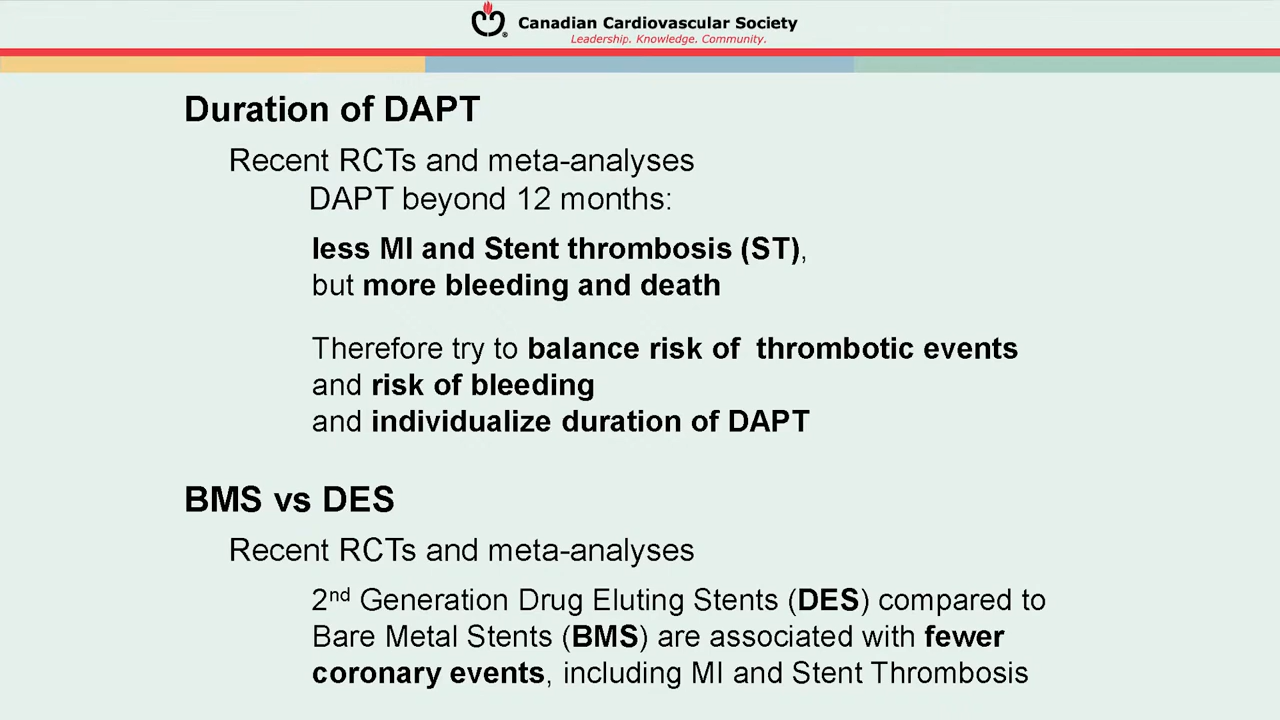 Canadian Cardiovascular Society
Leadership. Knowledge. Community.
Duration of DAPT
Recent RCTs and meta-analyses
DAPT beyond 12 months:
less MI and Stent thrombosis (ST),
but more bleeding and death
Therefore try to balance risk of thrombotic events
and risk of bleeding
and individualize duration of DAPT
BMS vs DES
Recent RCTs and meta-analyses
2nd Generation Drug Eluting Stents (DES) compared to
Bare Metal Stents (BMS) are associated with fewer
coronary events, including MI and Stent Thrombosis